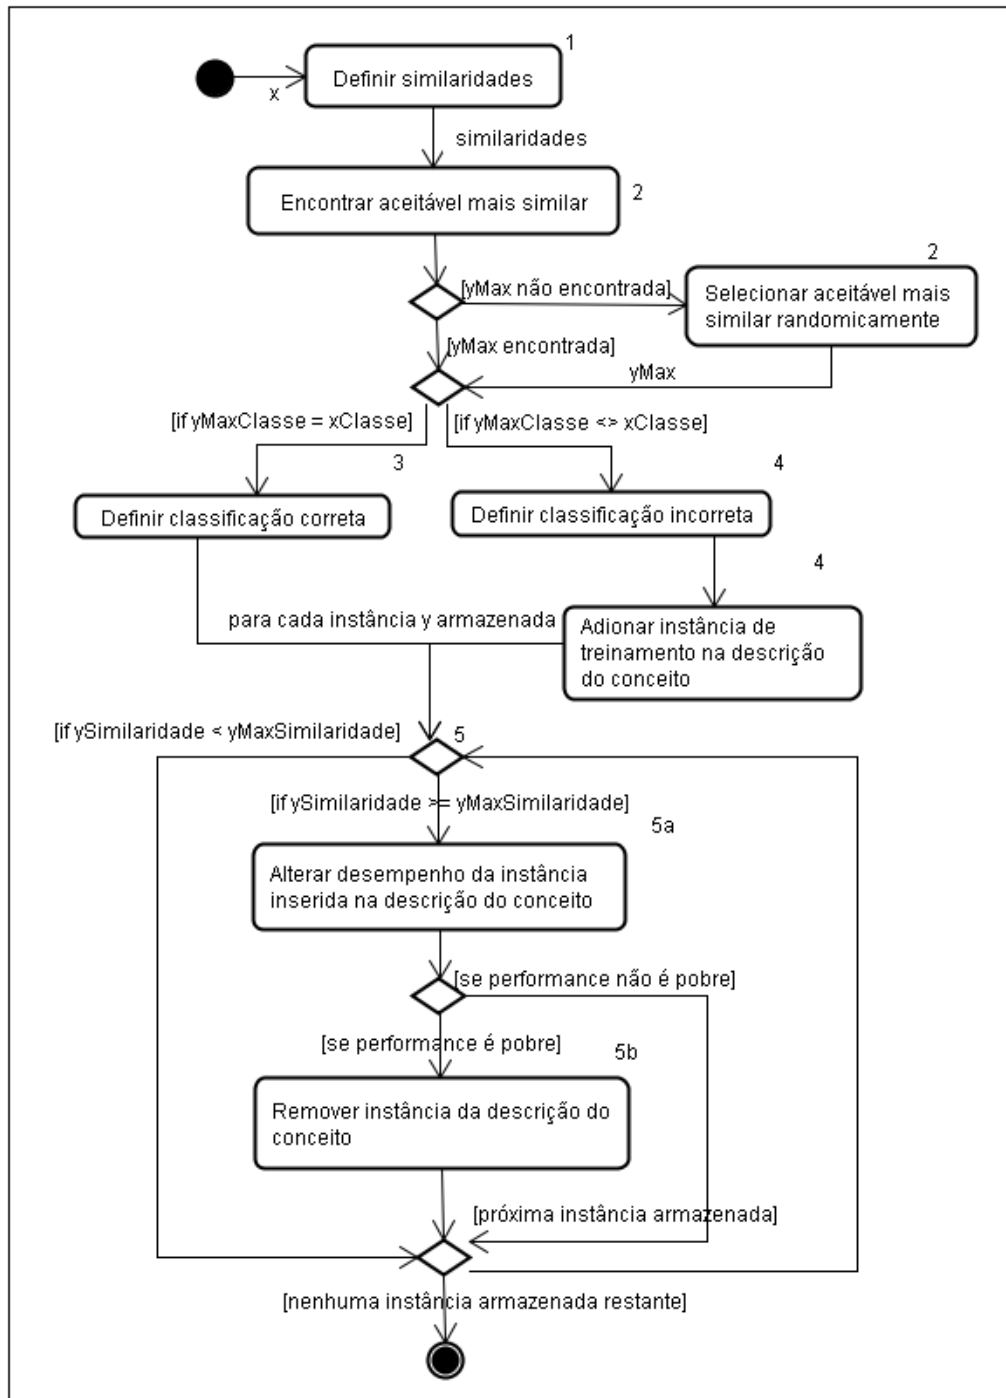 1
Definir similaridades
x
similaridades
2
Encontrar aceitável mais similar
2
[yMax não encontrada]
Selecionar aceitável mais
similar randomicamente
[yMax encontrada]
yMax
[if yMaxClasse = xClasse]
[if yMaxClasse <> xClasse]
3
4
Definir classificação correta
Definir classificação incorreta
4
para cada instância y armazenada
Adionar instância de
treinamento na descrição
do conceito
[if ySimilaridade < yMaxSimilaridade]
5
[if ySimilaridade >= yMaxSimilaridade]
5a
Alterar desempenho da instância
inserida na descrição do conceito
[se performance não é pobre]
[se performance é pobre]
5b
Remover instância da descrição do
conceito
[próxima instância armazenada]
[nenhuma instância armazenada restante]